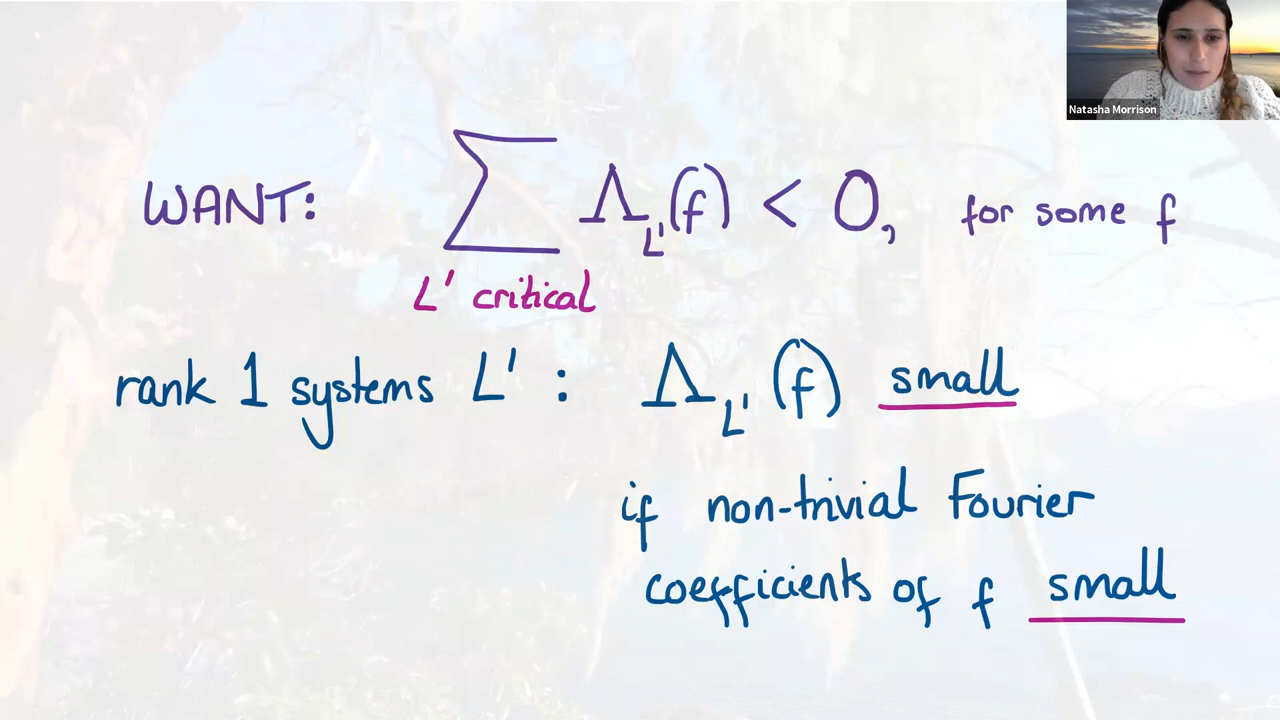 Natasha Morrison
WANT: ∑ Λ_L'(f) < 0, for some f
L' critical
rank 1 systems L' : Λ_L'(f) small
if non-trivial Fourier
coefficients of f small